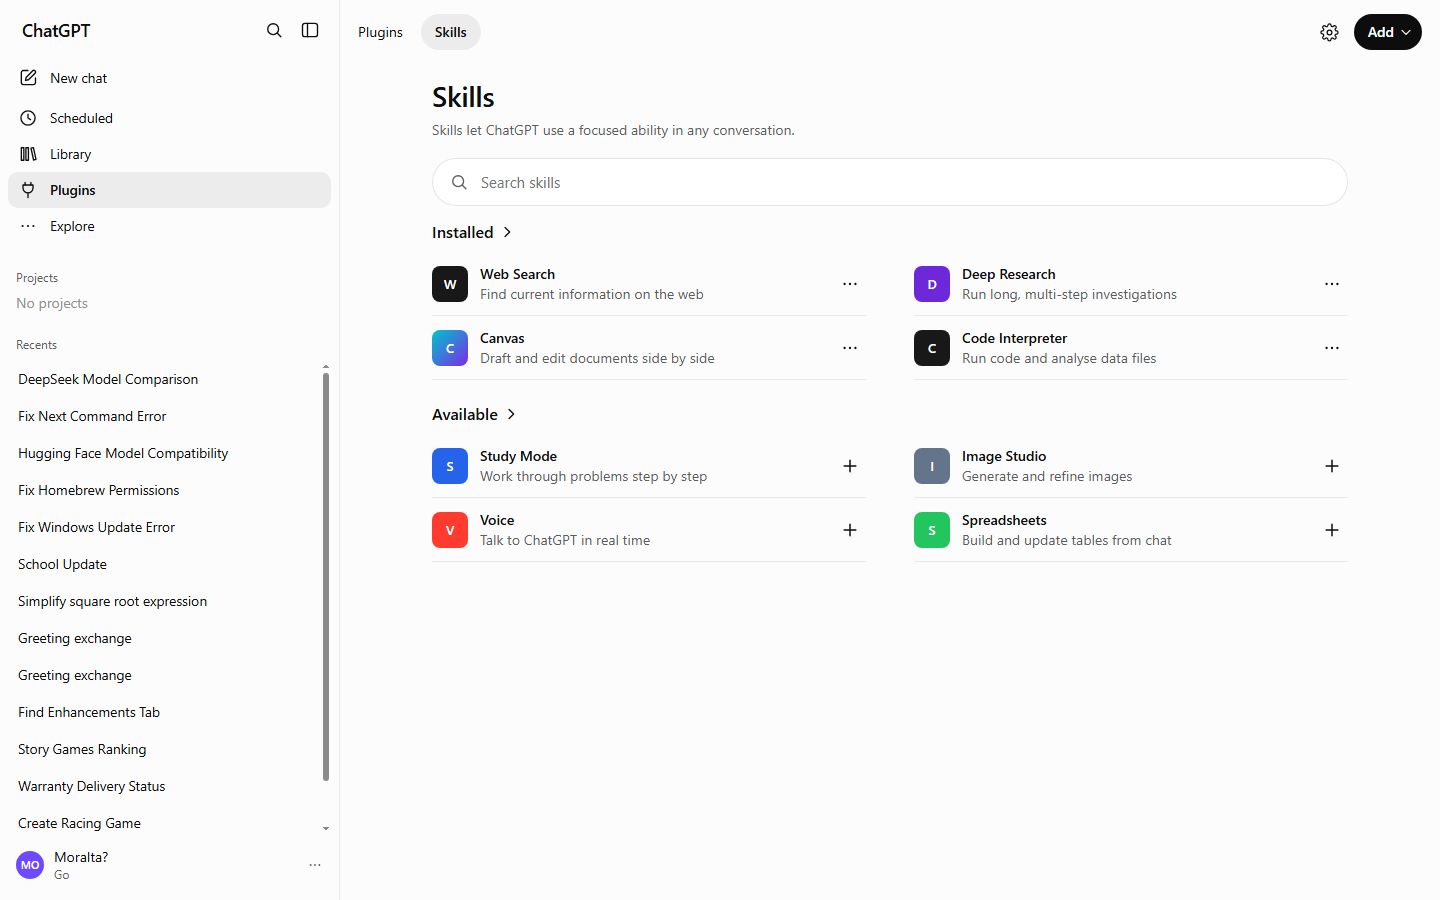 ChatGPT
New chat
Scheduled
Library
Plugins
Explore
Projects
No projects
Recents
DeepSeek Model Comparison
Fix Next Command Error
Hugging Face Model Compatibility
Fix Homebrew Permissions
Fix Windows Update Error
School Update
Simplify square root expression
Greeting exchange
Greeting exchange
Find Enhancements Tab
Story Games Ranking
Warranty Delivery Status
Create Racing Game
MO
Moralta?
Go
Plugins
Skills
Add
Skills
Skills let ChatGPT use a focused ability in any conversation.
Search skills
Installed
W
Web Search
Find current information on the web
D
Deep Research
Run long, multi-step investigations
C
Canvas
Draft and edit documents side by side
C
Code Interpreter
Run code and analyse data files
Available
S
Study Mode
Work through problems step by step
I
Image Studio
Generate and refine images
V
Voice
Talk to ChatGPT in real time
S
Spreadsheets
Build and update tables from chat